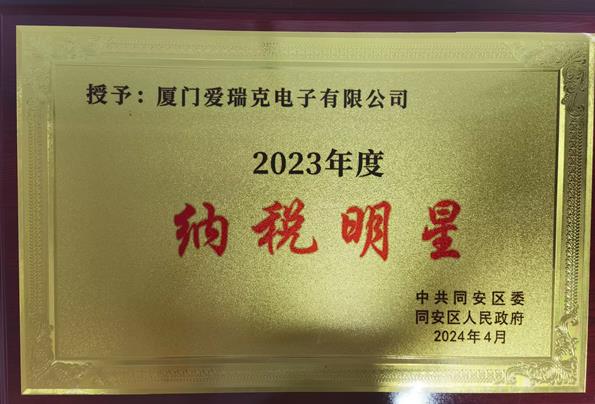 授予：厦门爱瑞克电子有限公司
2023年度
纳税明星
中共同安区委
同安区人民政府
2024年4月